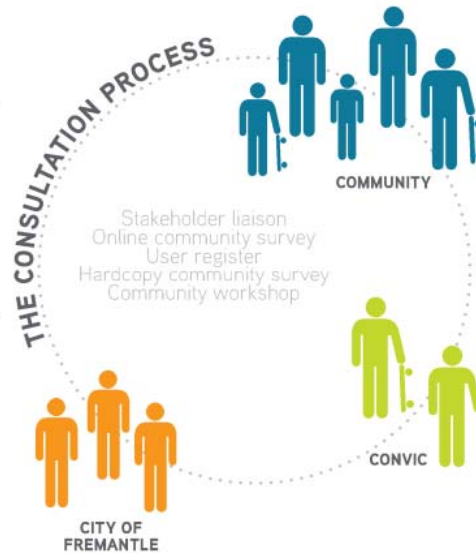 THE CONSULTATION PROCESS
COMMUNITY
Stakeholder liaison
Online community survey
User register
Hardcopy community survey
Community workshop
CONVIC
CITY OF
FREMANTLE